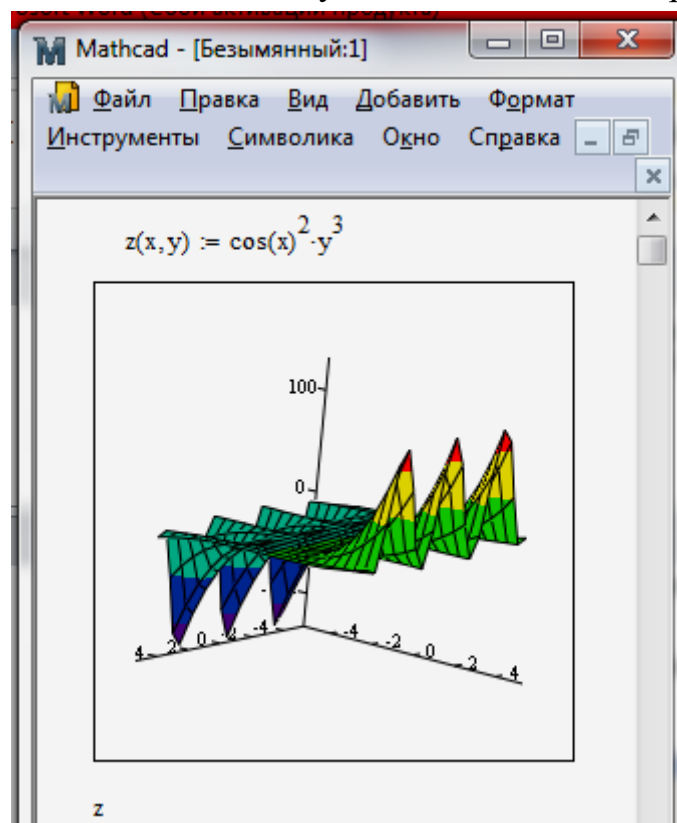 Mathcad - [Безымянный:1]
Файл Правка Вид Добавить Формат
Инструменты Символика Окно Справка
z(x,y) := cos(x)²·y³
100
0
4 2 0 -2 -4 -4 -2 0 2 4
z